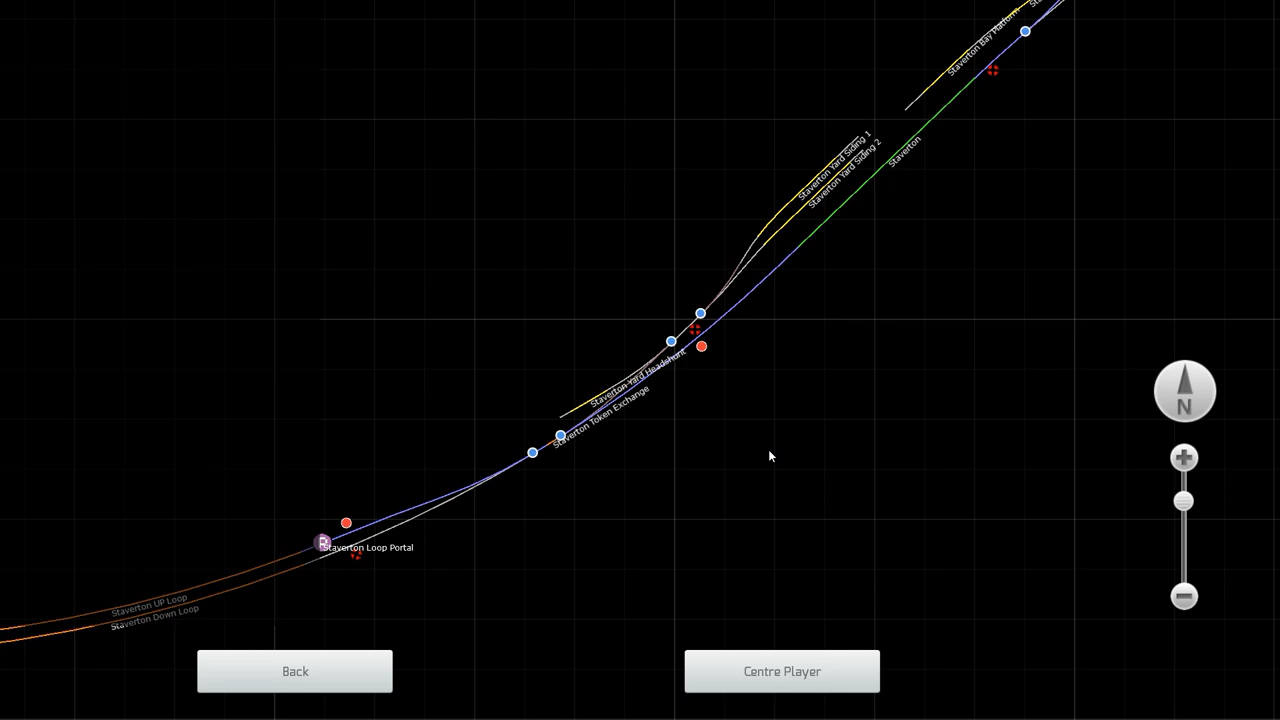 Staverton Bay Platform
Staverton
Staverton Yard Siding 1
Staverton Yard Siding 2
Staverton Yard Headshunt
Staverton Token Exchange
P
Staverton Loop Portal
Staverton UP Loop
Staverton Down Loop
N
Back
Centre Player